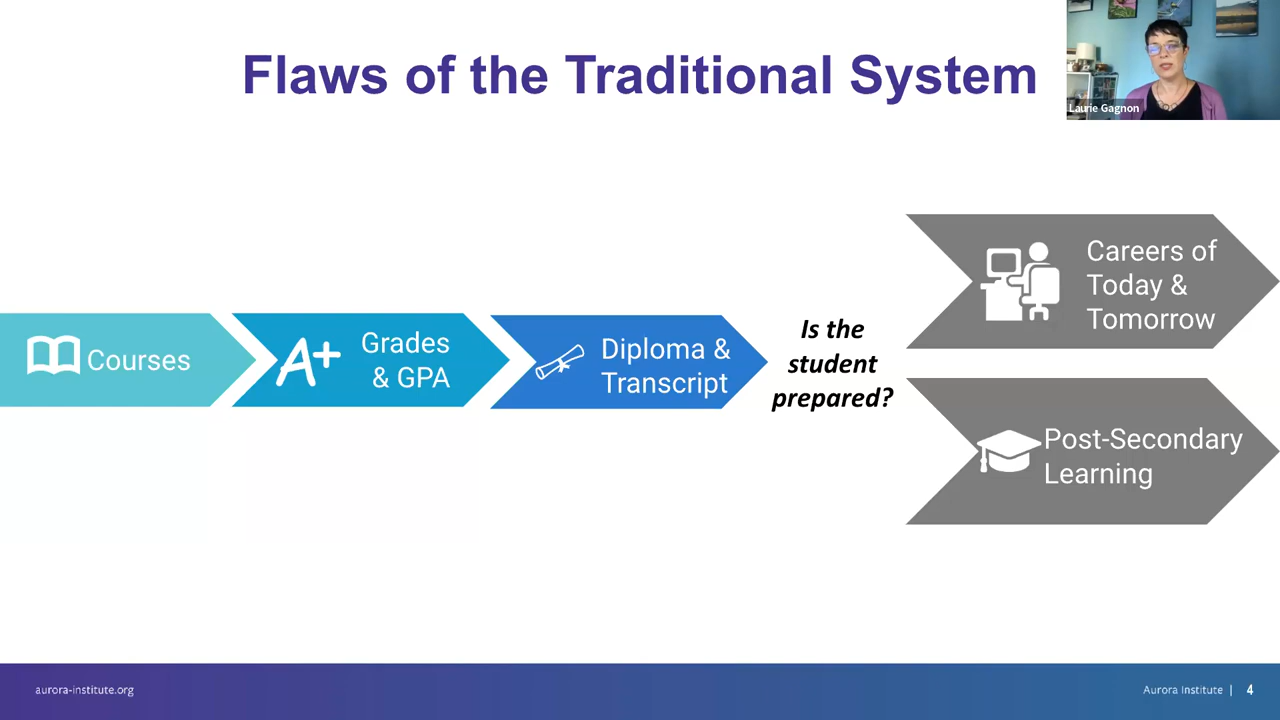 Flaws of the Traditional System
Laurie Gagnon
Courses
A+
Grades
& GPA
Diploma &
Transcript
Is the
student
prepared?
Careers of
Today &
Tomorrow
Post-Secondary
Learning
aurora-institute.org
Aurora Institute | 4